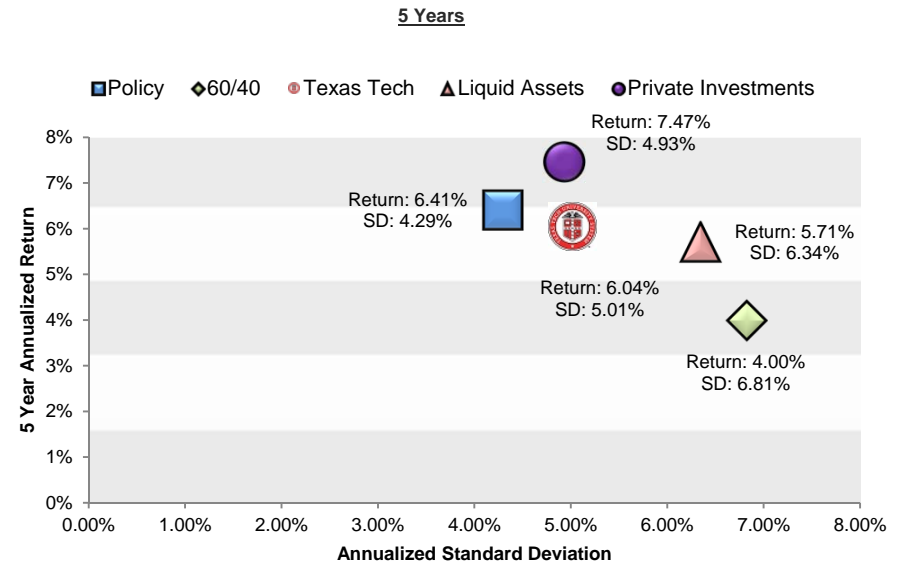 5 Years
Policy 60/40 Texas Tech Liquid Assets Private Investments
Return: 7.47%
SD: 4.93%
Return: 6.41%
SD: 4.29%
Return: 5.71%
SD: 6.34%
Return: 6.04%
SD: 5.01%
Return: 4.00%
SD: 6.81%
5 Year Annualized Return
8%
7%
6%
5%
4%
3%
2%
1%
0%
0.00% 1.00% 2.00% 3.00% 4.00% 5.00% 6.00% 7.00% 8.00%
Annualized Standard Deviation